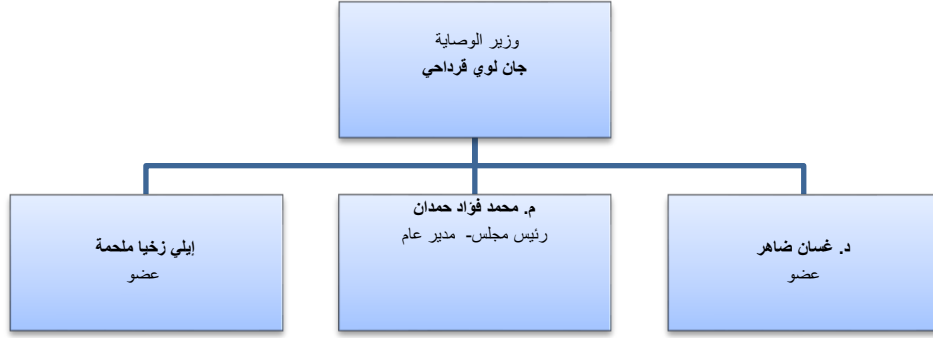 وزير الوصاية
جان لوي قرداحي
د. غسان ضاهر
عضو
م. محمد فؤاد حمدان
رئيس مجلس- مدير عام
إيلي زخيا ملحمة
عضو